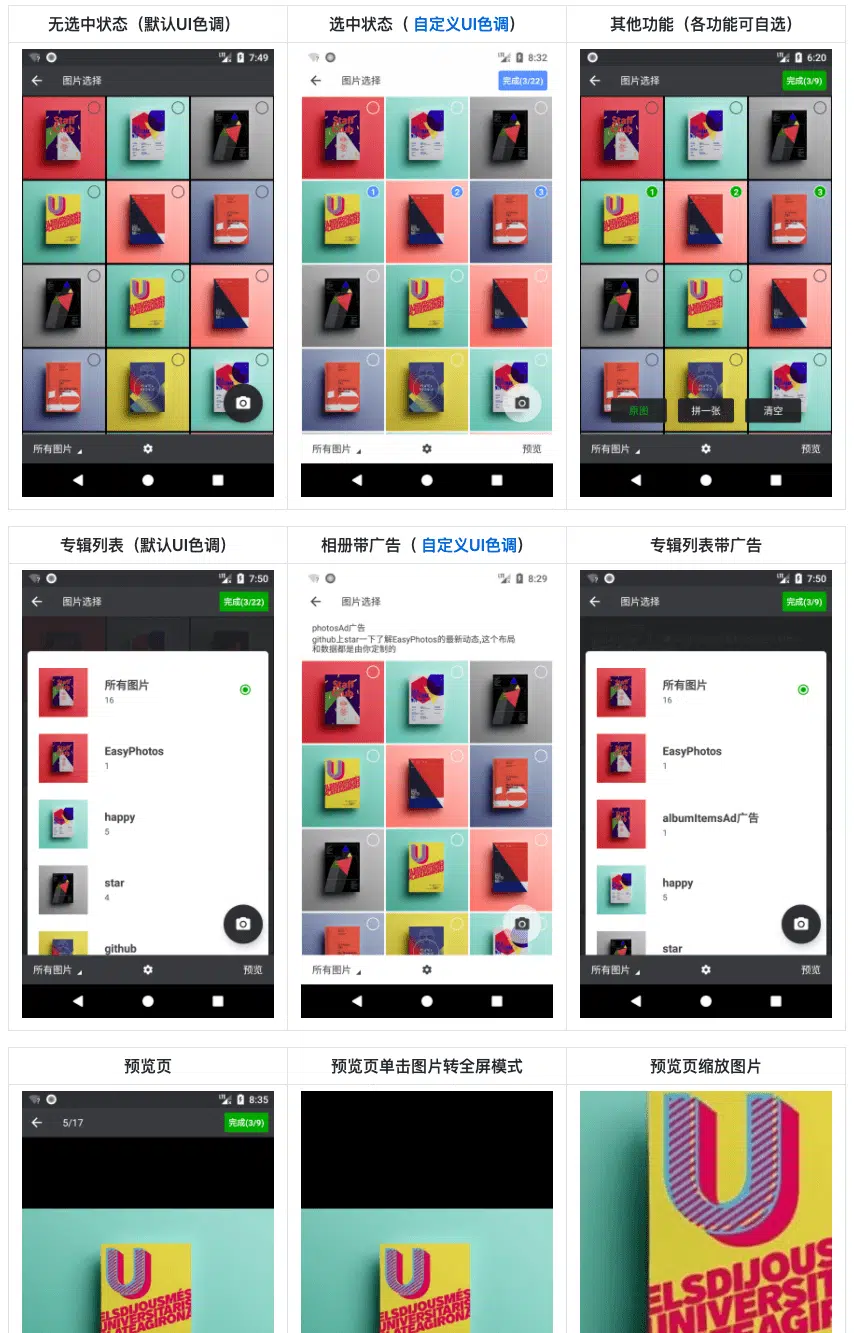 无选中状态（默认UI色调）
选中状态（ 自定义UI色调）
其他功能（各功能可自选）
7:49
图片选择
所有图片
8:32
图片选择
完成(3/22)
1
2
3
所有图片
预览
6:20
图片选择
完成(3/9)
1
2
3
原图
拼一张
清空
所有图片
预览
专辑列表（默认UI色调）
相册带广告（ 自定义UI色调）
专辑列表带广告
7:50
图片选择
完成(3/22)
所有图片
16
EasyPhotos
1
happy
5
star
4
github
所有图片
预览
8:29
图片选择
photosAd广告
github上star一下了解EasyPhotos的最新动态,这个布局
和数据都是由你定制的
所有图片
7:50
图片选择
完成(3/9)
所有图片
16
EasyPhotos
1
albumItemsAd广告
1
happy
5
star
所有图片
预览
预览页
预览页单击图片转全屏模式
预览页缩放图片
8:35
5/17
完成(3/9)
U
ELSDIJOUSMÉS
UNIVERSITARIS
U
ELSDIJOUSMÉS
UNIVERSITARIS
U
ELSDIJOUS